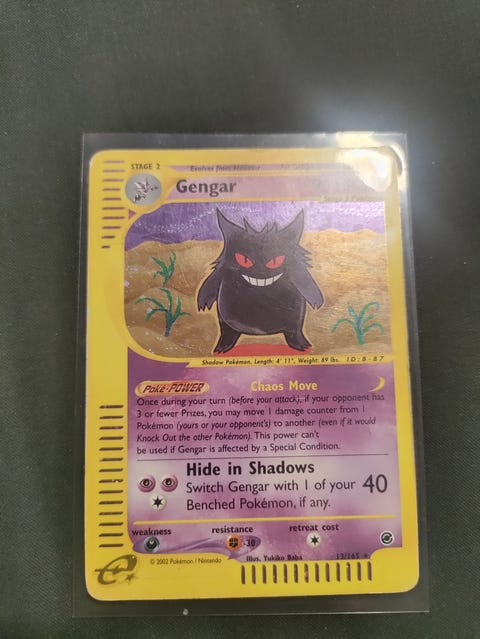 STAGE 2
Evolves from Haunter
Gengar
Shadow Pokémon, Length: 4' 11", Weight: 89 lbs. ID:B-87
Poké-POWER Chaos Move
Once during your turn (before your attack), if your opponent has
3 or fewer Prizes, you may move 1 damage counter from 1
Pokémon (yours or your opponent's) to another (even if it would
Knock Out the other Pokémon). This power can't
be used if Gengar is affected by a Special Condition.
Hide in Shadows
Switch Gengar with 1 of your 40
Benched Pokémon, if any.
weakness resistance retreat cost
-30
e
© 2002 Pokémon / Nintendo Illus. Yukiko Baba 13/165 ★